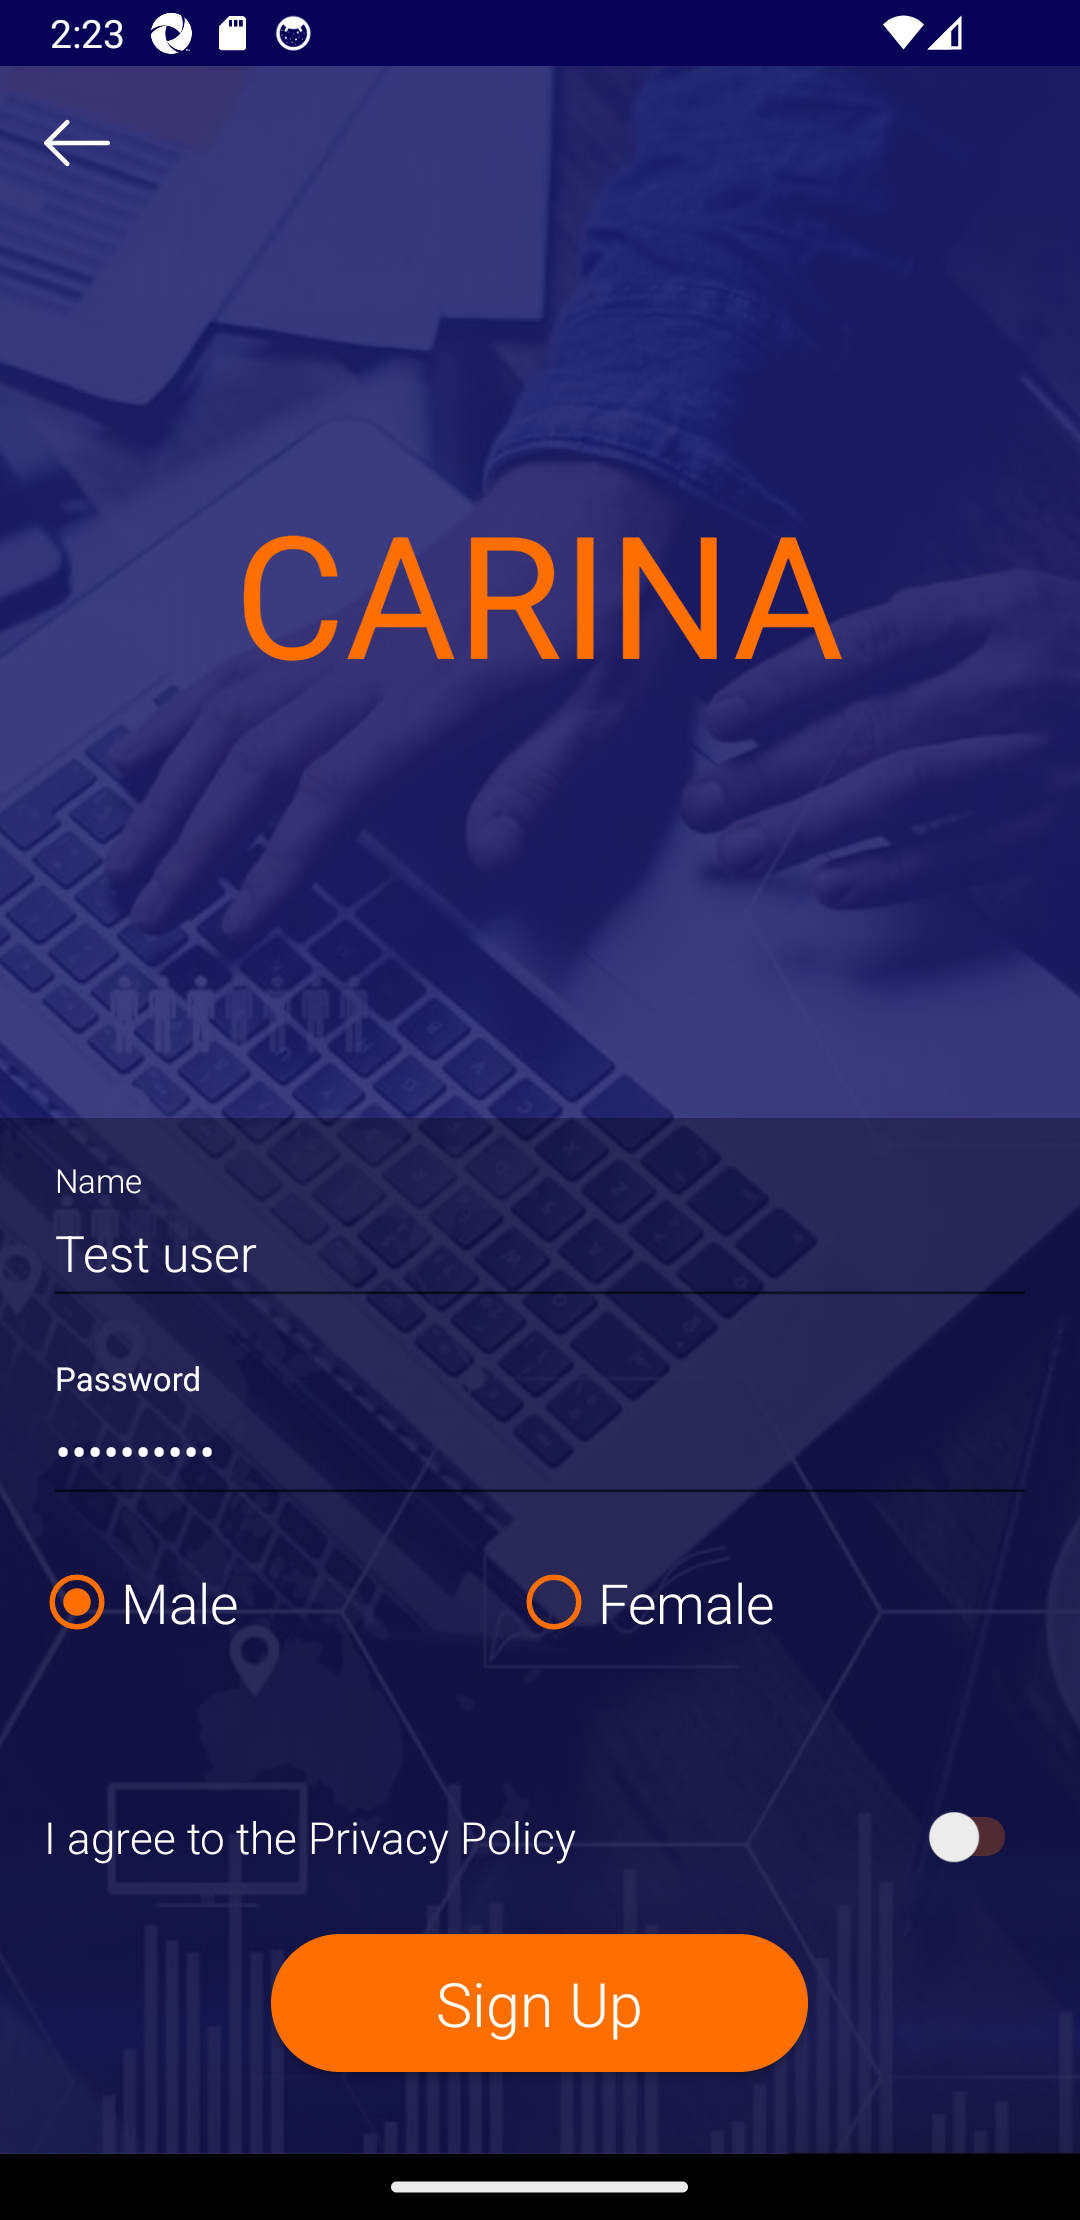 2:23
CARINA
Name
Test user
Password
••••••••••
Male
Female
I agree to the Privacy Policy
Sign Up